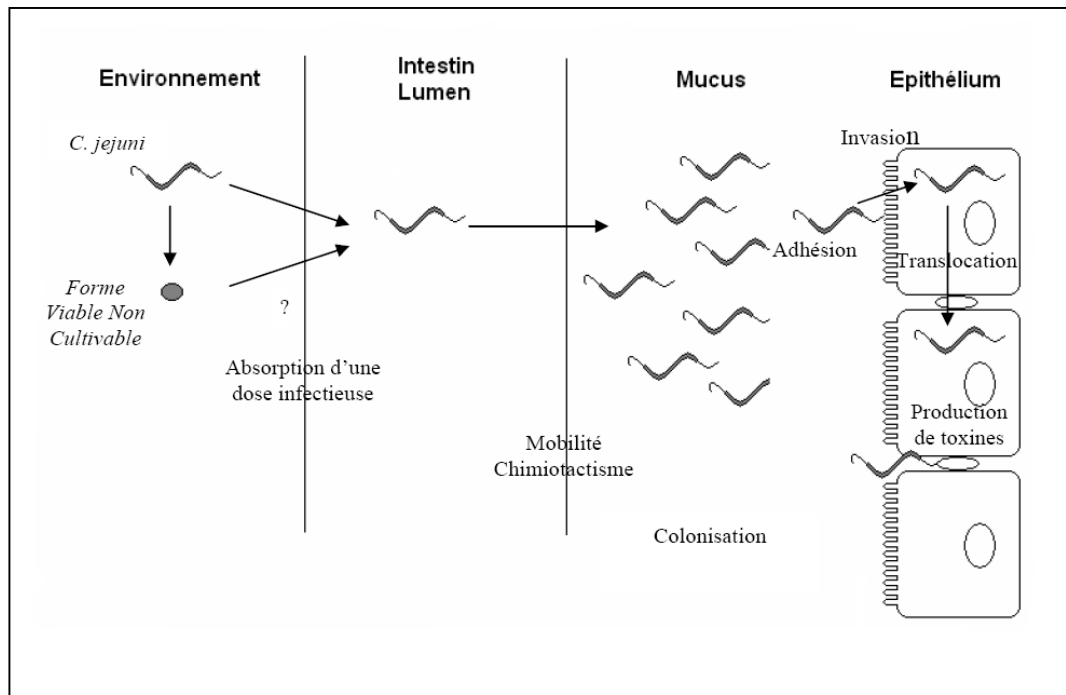 Environnement
Intestin
Lumen
Mucus
Epithélium
C. jejuni
Invasion
Adhésion
Translocation
Forme
Viable Non
Cultivable
?
Absorption d'une
dose infectieuse
Production
de toxines
Mobilité
Chimiotactisme
Colonisation